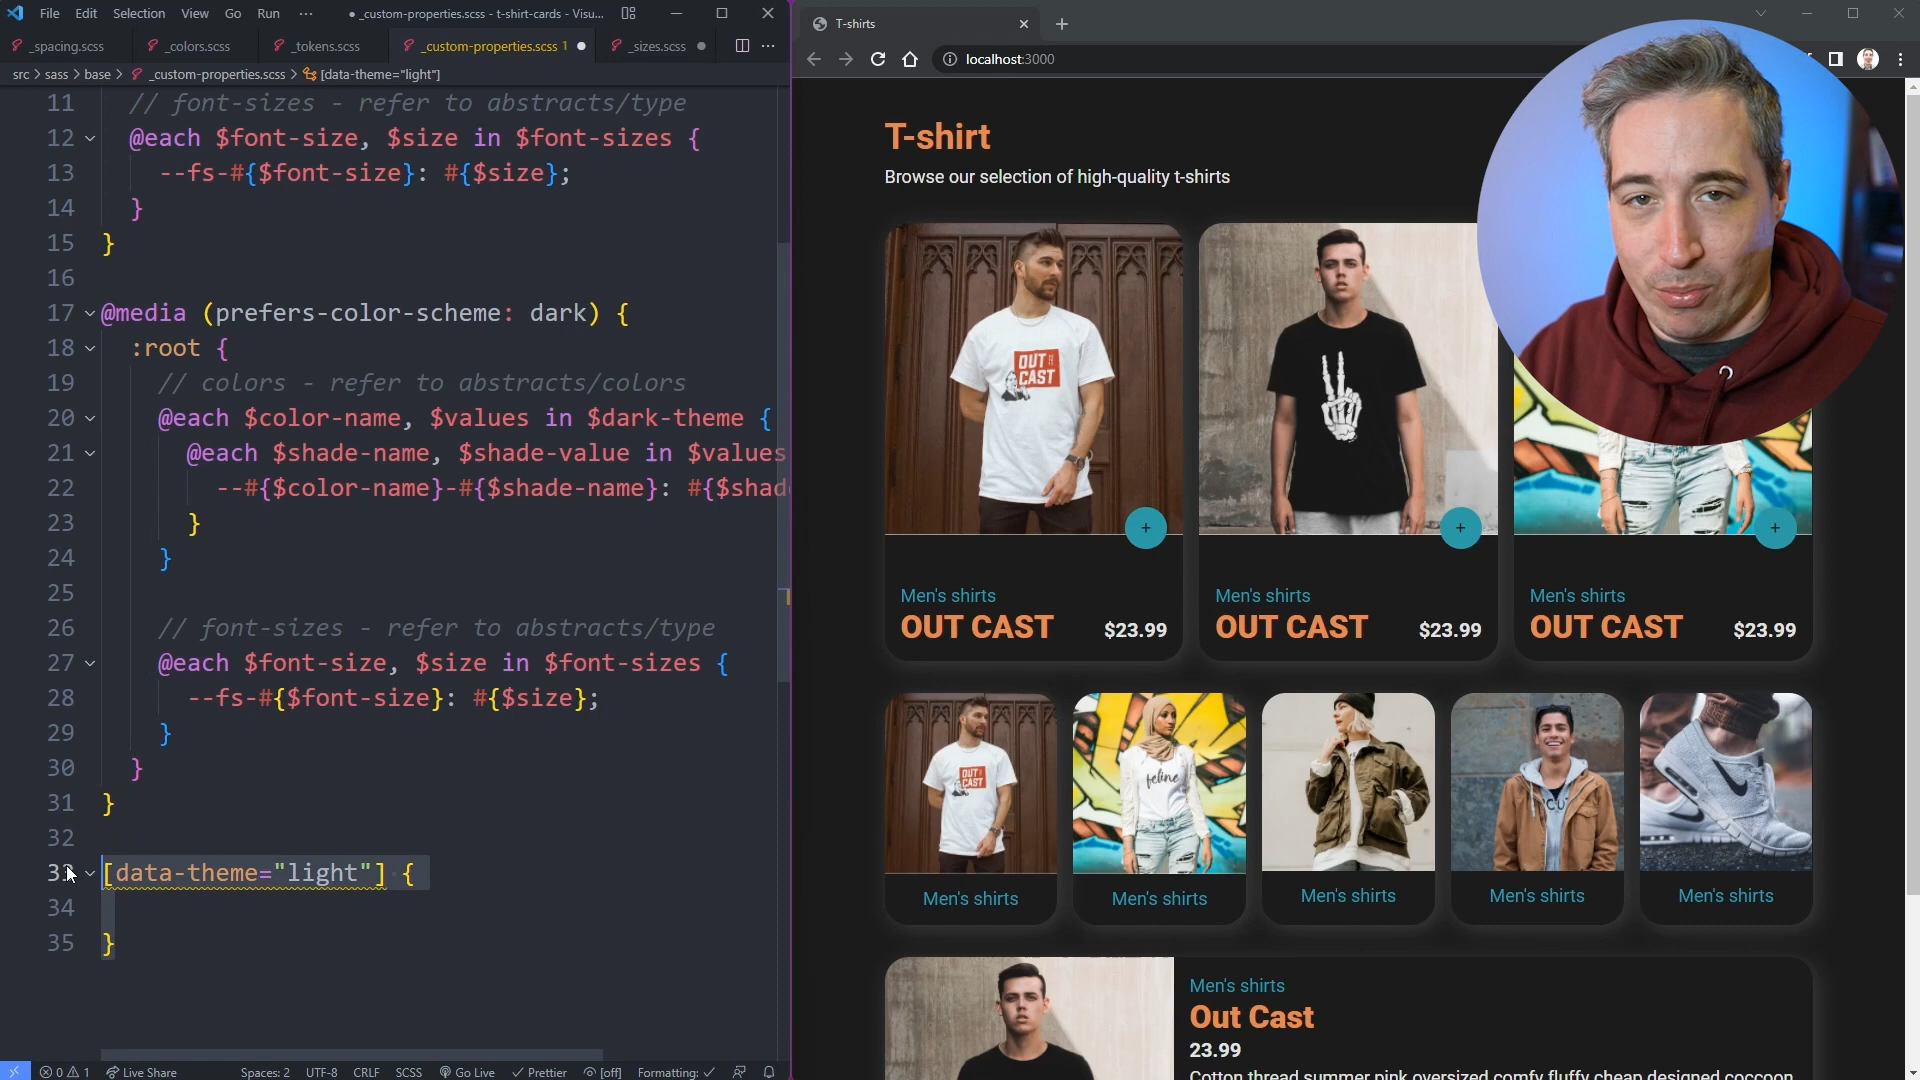 File Edit Selection View Go Run ··· ● _custom-properties.scss - t-shirt-cards - Visu...
_spacing.scss _colors.scss _tokens.scss _custom-properties.scss 1 ● _sizes.scss ● ···
src > sass > base > _custom-properties.scss > [data-theme="light"]
11 // font-sizes - refer to abstracts/type
12 @each $font-size, $size in $font-sizes {
13 --fs-#{$font-size}: #{$size};
14 }
15 }
16
17 @media (prefers-color-scheme: dark) {
18 :root {
19 // colors - refer to abstracts/colors
20 @each $color-name, $values in $dark-theme {
21 @each $shade-name, $shade-value in $values
22 --#{$color-name}-#{$shade-name}: #{$shad
23 }
24 }
25
26 // font-sizes - refer to abstracts/type
27 @each $font-size, $size in $font-sizes {
28 --fs-#{$font-size}: #{$size};
29 }
30 }
31 }
32
33 [data-theme="light"] {
34
35 }
0 1 Live Share Spaces: 2 UTF-8 CRLF SCSS Go Live Prettier [off] Formatting: ✓
T-shirts
localhost:3000
T-shirt
Browse our selection of high-quality t-shirts
OUT CAST
+ + +
Men's shirts Men's shirts Men's shirts
OUT CAST $23.99 OUT CAST $23.99 OUT CAST $23.99
OUT CAST
feline
Men's shirts Men's shirts Men's shirts Men's shirts Men's shirts
Men's shirts
Out Cast
23.99
Cotton thread summer pink oversized comfy fluffy cheap designed coccoon